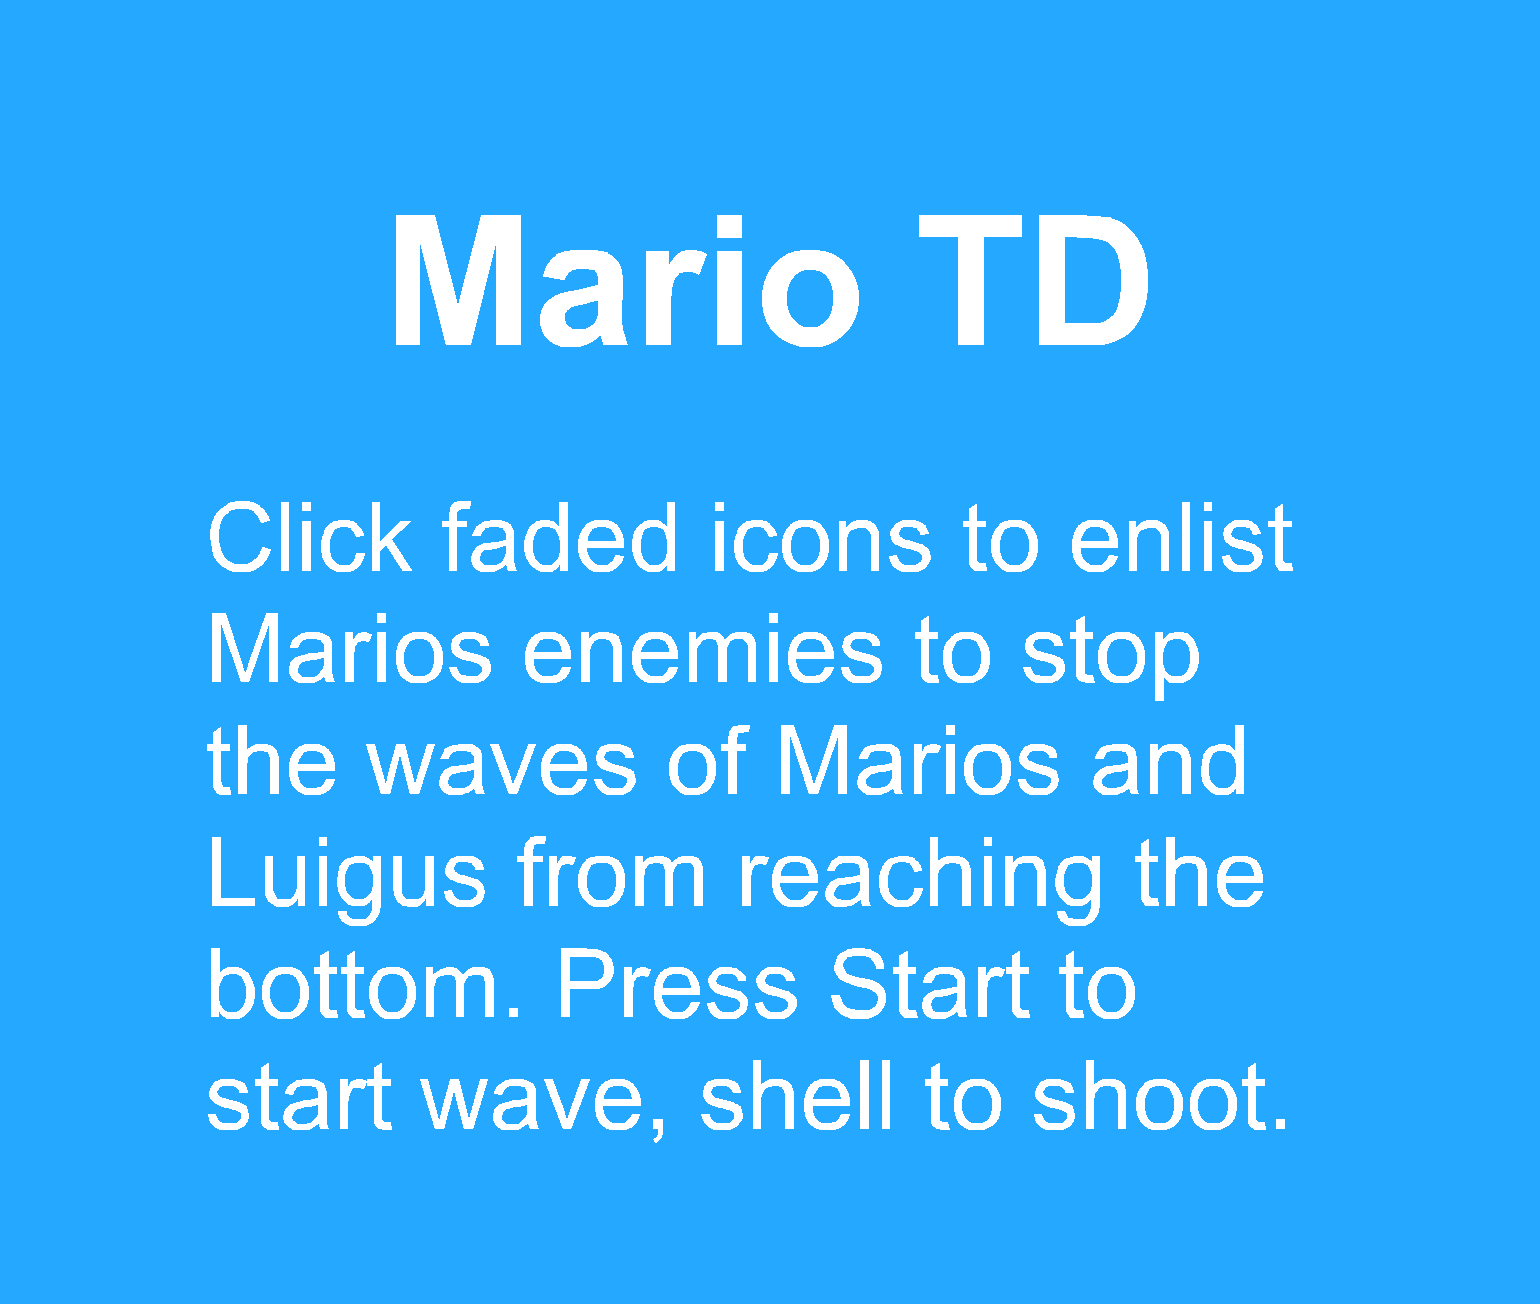 Mario TD
Click faded icons to enlist
Marios enemies to stop
the waves of Marios and
Luigus from reaching the
bottom. Press Start to
start wave, shell to shoot.